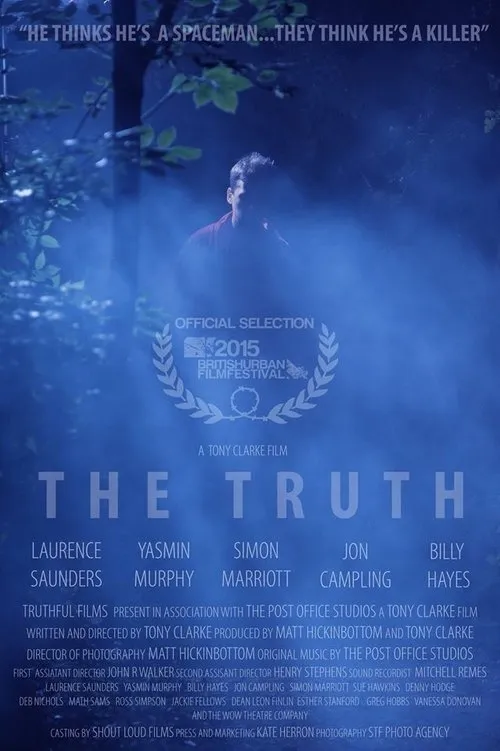 “HE THINKS HE'S A SPACEMAN...THEY THINK HE'S A KILLER”
OFFICIAL SELECTION
2015
BRITISHURBAN
FILMFESTIVAL
A TONY CLARKE FILM
THE TRUTH
LAURENCE SAUNDERS
YASMIN MURPHY
SIMON MARRIOTT
JON CAMPLING
BILLY HAYES
TRUTHFUL FILMS PRESENT IN ASSOCIATION WITH THE POST OFFICE STUDIOS A TONY CLARKE FILM
WRITTEN AND DIRECTED BY TONY CLARKE PRODUCED BY MATT HICKINBOTTOM AND TONY CLARKE
DIRECTOR OF PHOTOGRAPHY MATT HICKINBOTTOM ORIGINAL MUSIC BY THE POST OFFICE STUDIOS
FIRST ASSIATANT DIRECTOR JOHN R WALKER SECOND ASSISANT DIRECTOR HENRY STEPHENS SOUND RECORDIST MITCHELL REMES
LAURENCE SAUNDERS YASMIN MURPHY BILLY HAYES JON CAMPLING SIMON MARRIOTT SUE HAWKINS DENNY HODGE
DEB NICHOLS MATH SAMS ROSS SIMPSON JACKIE FELLOWS DEAN LEON FINLIN ESTHER STANFORD GREG HOBBS VANESSA DONOVAN
AND THE WOW THEATRE COMPANY
CASTING BY SHOUT LOUD FILMS PRESS AND MARKETING KATE HERRON PHOTOGRAPHY STF PHOTO AGENCY